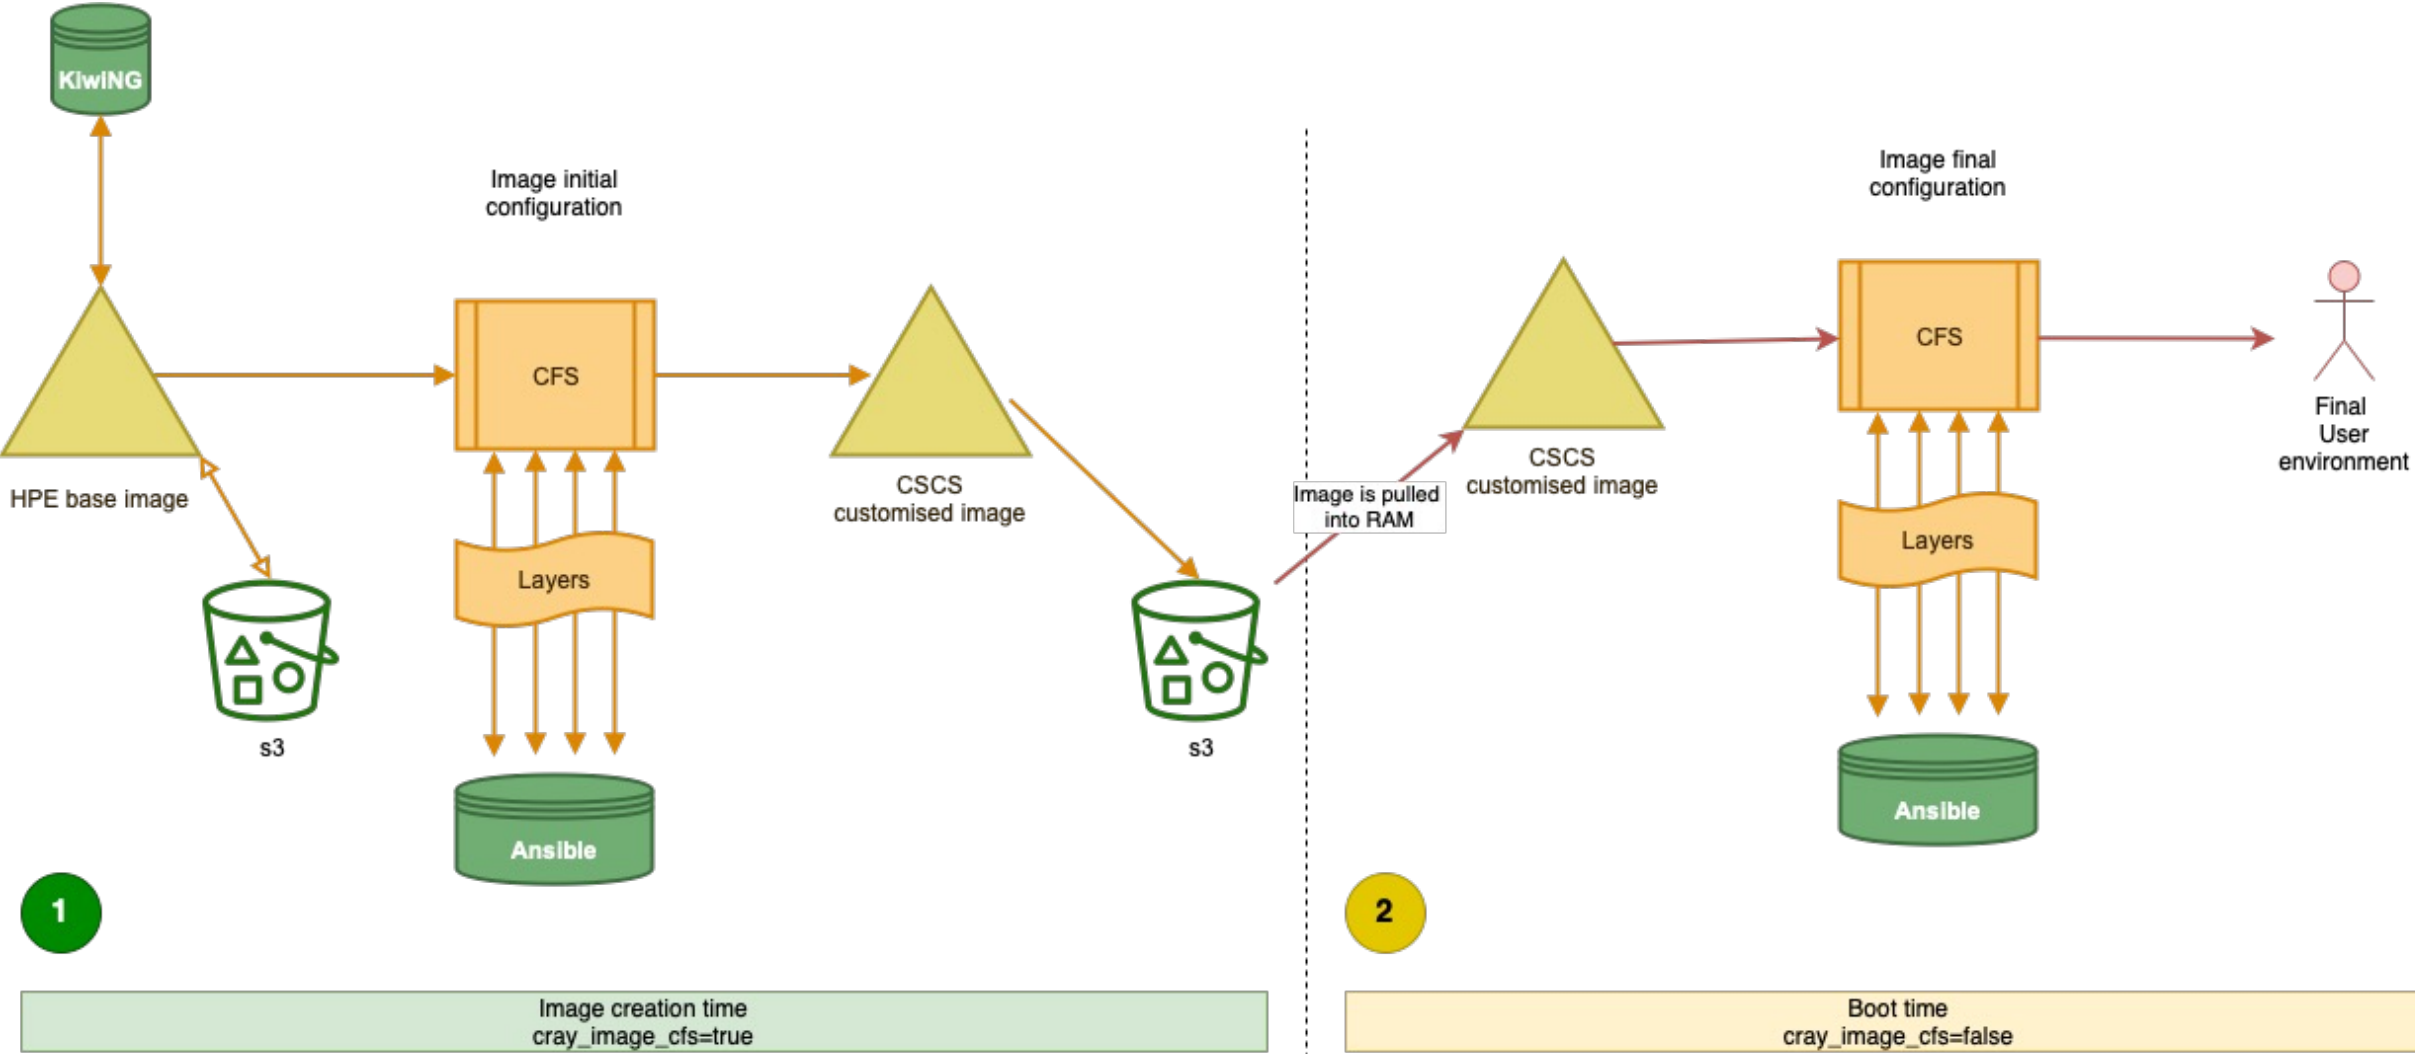 KiwiNG
Image initial
configuration
CFS
HPE base image
Layers
CSCS
customised image
s3
s3
Ansible
1
Image creation time
cray_image_cfs=true
Image is pulled
into RAM
Image final
configuration
CFS
CSCS
customised image
Final
User
environment
Layers
Ansible
2
Boot time
cray_image_cfs=false